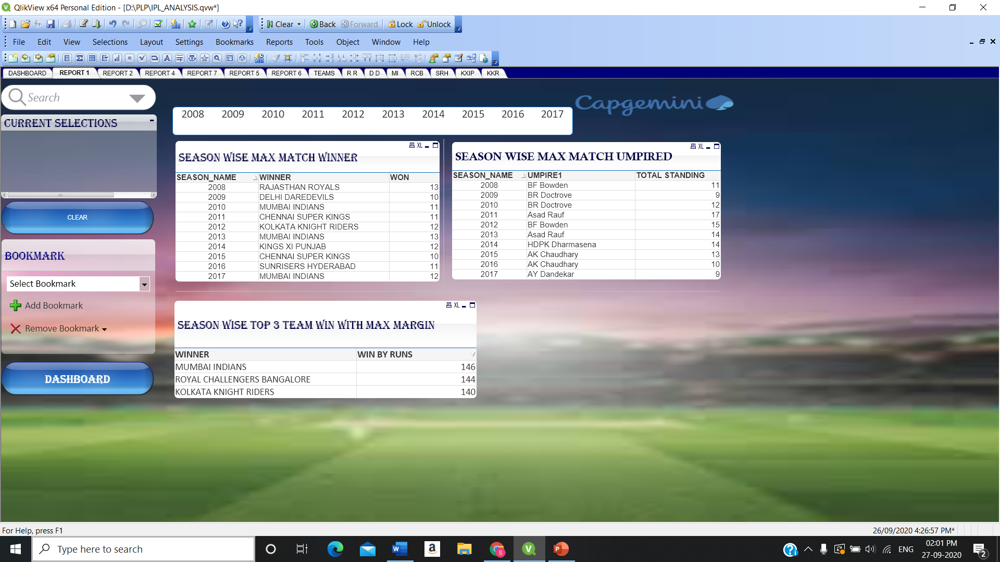 QlikView x64 Personal Edition - [D:\PLP\IPL_ANALYSIS.qvw*]
Clear Back Forward Lock Unlock
File Edit View Selections Layout Settings Bookmarks Reports Tools Object Window Help
DASHBOARD REPORT 1 REPORT 2 REPORT 4 REPORT 7 REPORT 5 REPORT 6 TEAMS R R D D MI RCB SRH KXIP KKR
Search
CURRENT SELECTIONS
CLEAR
BOOKMARK
Select Bookmark
Add Bookmark
Remove Bookmark
DASHBOARD
2008 2009 2010 2011 2012 2013 2014 2015 2016 2017
Capgemini
XL
SEASON WISE MAX MATCH WINNER
SEASON_NAME WINNER WON
2008 RAJASTHAN ROYALS 13
2009 DELHI DAREDEVILS 10
2010 MUMBAI INDIANS 11
2011 CHENNAI SUPER KINGS 11
2012 KOLKATA KNIGHT RIDERS 12
2013 MUMBAI INDIANS 13
2014 KINGS XI PUNJAB 12
2015 CHENNAI SUPER KINGS 10
2016 SUNRISERS HYDERABAD 11
2017 MUMBAI INDIANS 12
XL
SEASON WISE MAX MATCH UMPIRED
SEASON_NAME UMPIRE1 TOTAL STANDING
2008 BF Bowden 11
2009 BR Doctrove 9
2010 BR Doctrove 12
2011 Asad Rauf 17
2012 BF Bowden 15
2013 Asad Rauf 14
2014 HDPK Dharmasena 14
2015 AK Chaudhary 13
2016 AK Chaudhary 10
2017 AY Dandekar 9
XL
SEASON WISE TOP 3 TEAM WIN WITH MAX MARGIN
WINNER WIN BY RUNS
MUMBAI INDIANS 146
ROYAL CHALLENGERS BANGALORE 144
KOLKATA KNIGHT RIDERS 140
For Help, press F1
26/09/2020 4:26:57 PM*
Type here to search
ENG
02:01 PM
27-09-2020
2